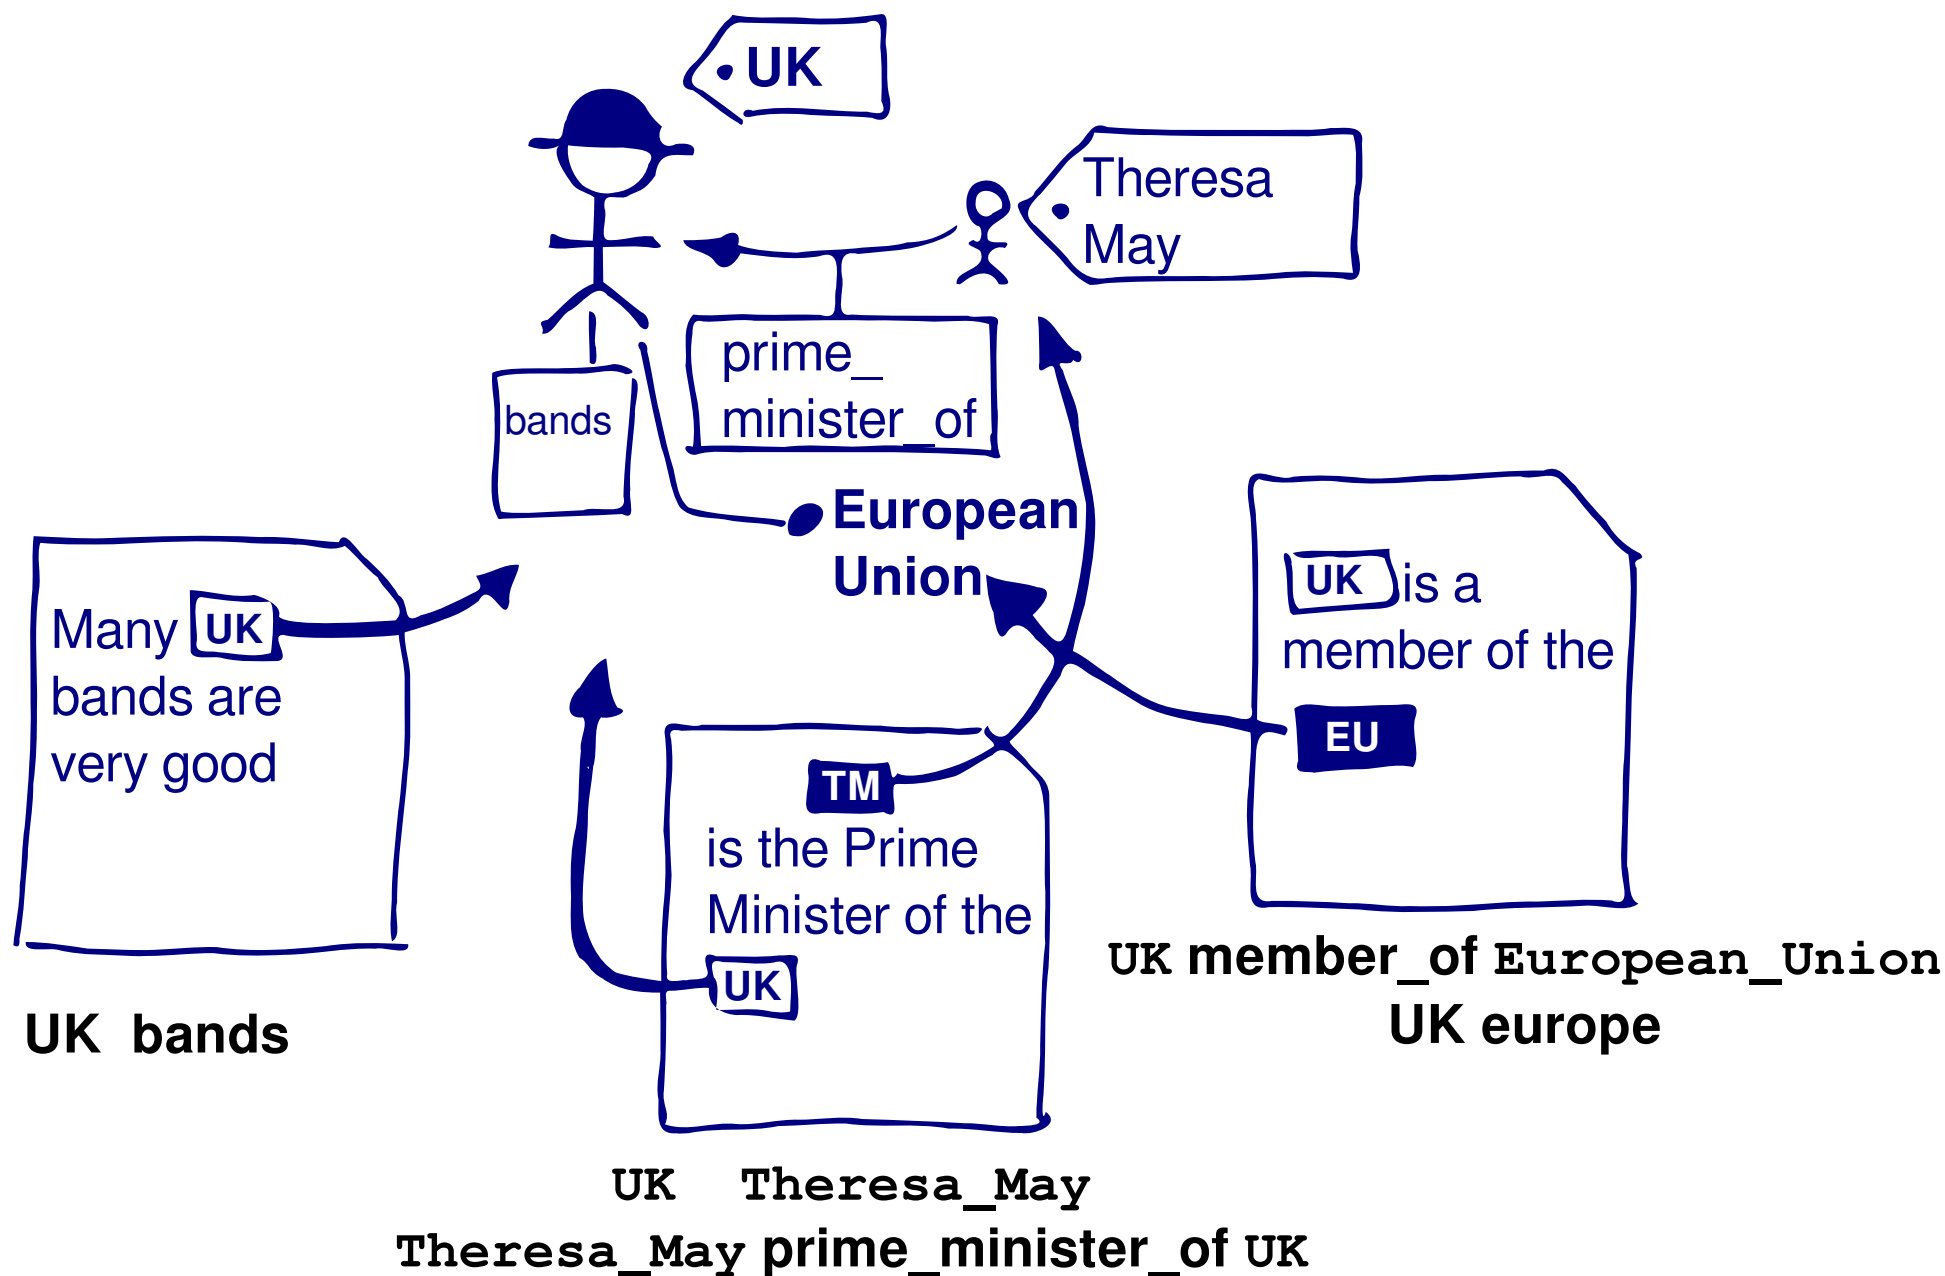 UK
Theresa
May
prime_
minister_of
bands
European
Union
Many UK
bands are
very good
UK is a
member of the
EU
TM
is the Prime
Minister of the
UK
UK member_of European_Union
UK europe
UK bands
UK Theresa_May
Theresa_May prime_minister_of UK